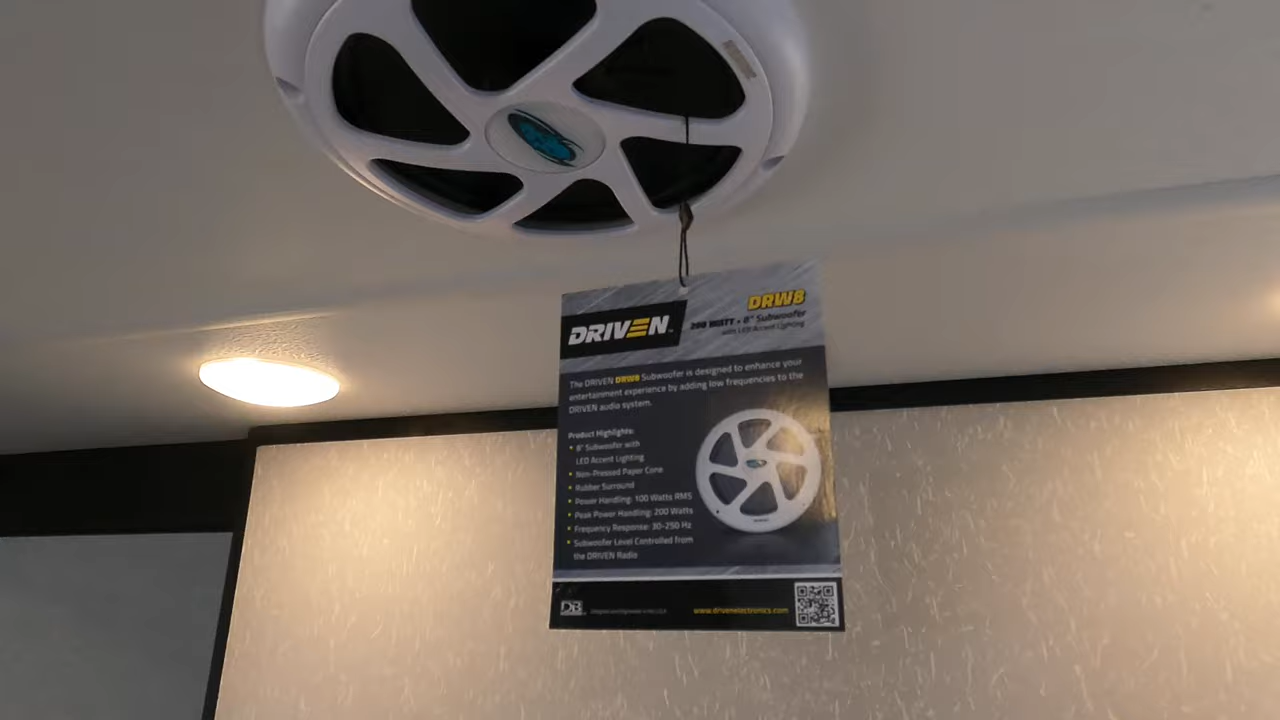 DRIVEN
DRW8
200 WATT • 8" Subwoofer
with LED Accent Lighting
The DRIVEN DRW8 Subwoofer is designed to enhance your
entertainment experience by adding low frequencies to the
DRIVEN audio system.
Product Highlights:
• 8" Subwoofer with
LED Accent Lighting
• Non-Pressed Paper Cone
• Rubber Surround
• Power Handling: 100 Watts RMS
• Peak Power Handling: 200 Watts
• Frequency Response: 30-250 Hz
• Subwoofer Level Controlled from
the DRIVEN Radio
DB
www.drivenelectronics.com